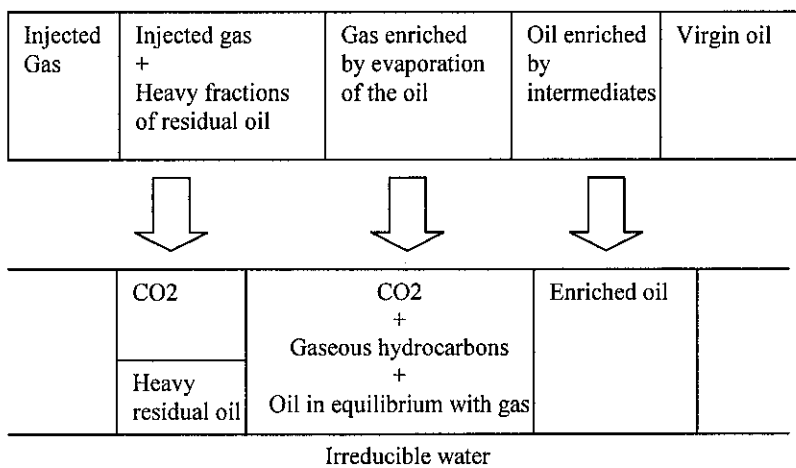 Injected
Gas
Injected gas
+
Heavy fractions
of residual oil
Gas enriched
by evaporation
of the oil
Oil enriched
by
intermediates
Virgin oil
CO2
Heavy
residual oil
CO2
+
Gaseous hydrocarbons
+
Oil in equilibrium with gas
Enriched oil
Irreducible water